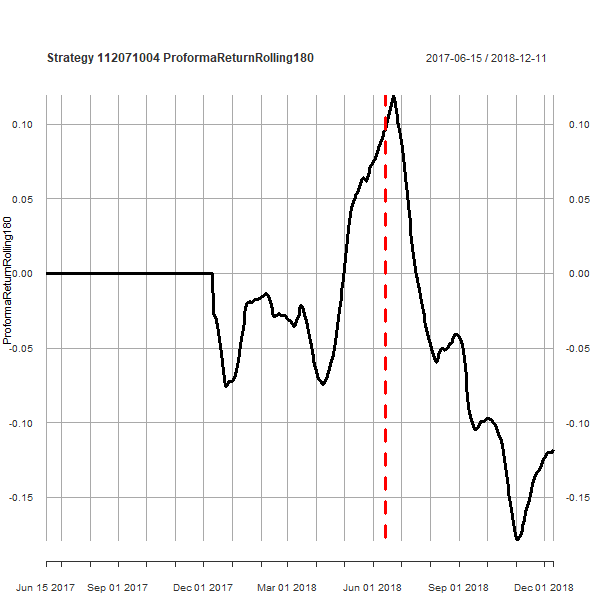 Strategy 112071004 ProformaReturnRolling180
2017-06-15 / 2018-12-11
0.10 0.10
0.05 0.05
0.00 0.00
-0.05 -0.05
-0.10 -0.10
-0.15 -0.15
ProformaReturnRolling180
Jun 15 2017 Sep 01 2017 Dec 01 2017 Mar 01 2018 Jun 01 2018 Sep 01 2018 Dec 01 2018